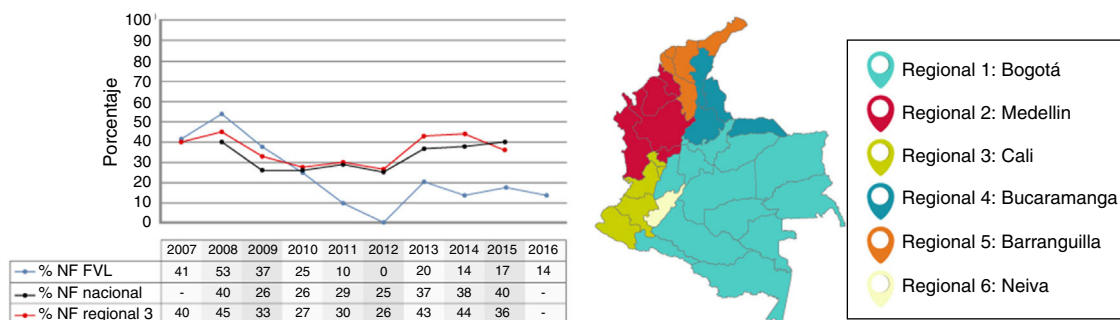 Porcentaje
100
90
80
70
60
50
40
30
20
10
0
2007 2008 2009 2010 2011 2012 2013 2014 2015 2016
% NF FVL 41 53 37 25 10 0 20 14 17 14
% NF nacional - 40 26 26 29 25 37 38 40 -
% NF regional 3 40 45 33 27 30 26 43 44 36 -
Regional 1: Bogotá
Regional 2: Medellin
Regional 3: Cali
Regional 4: Bucaramanga
Regional 5: Barranguilla
Regional 6: Neiva